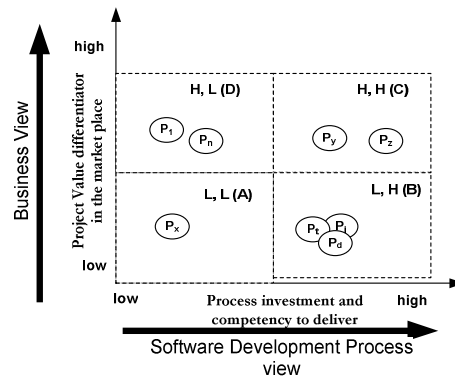 high
H, L (D)
H, H (C)
P1
Pn
Py
Pz
Business View
Project Value differentiator
in the market place
L, L (A)
L, H (B)
Px
Pt
Pi
Pd
low
low
Process investment and
competency to deliver
high
Software Development Process
view